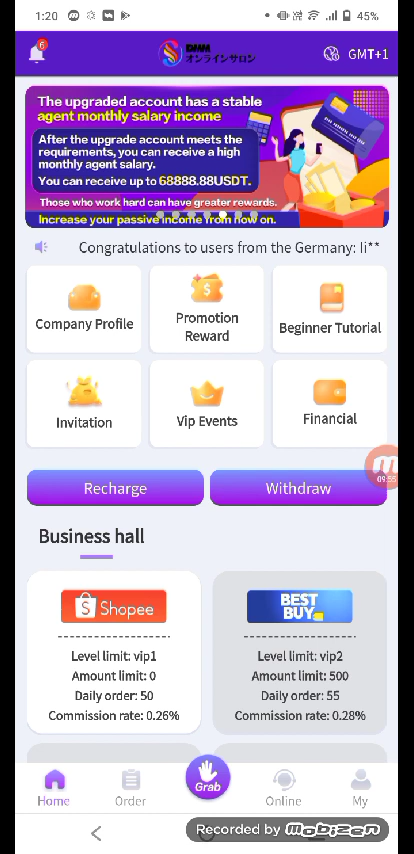 1:20
45%
6
DMM
オンラインサロン
GMT+1
The upgraded account has a stable
agent monthly salary income
After the upgrade account meets the
requirements, you can receive a high
monthly agent salary.
You can receive up to 68888.88USDT.
Those who work hard can have greater rewards.
Increase your passive income from now on.
Congratulations to users from the Germany: li**
Company Profile
Promotion
Reward
Beginner Tutorial
Invitation
Vip Events
Financial
09:55
Recharge
Withdraw
Business hall
Shopee
BEST
BUY
Level limit: vip1
Level limit: vip2
Amount limit: 0
Amount limit: 500
Daily order: 50
Daily order: 55
Commission rate: 0.26%
Commission rate: 0.28%
Grab
Home
Order
Online
My
Recorded by mobizen